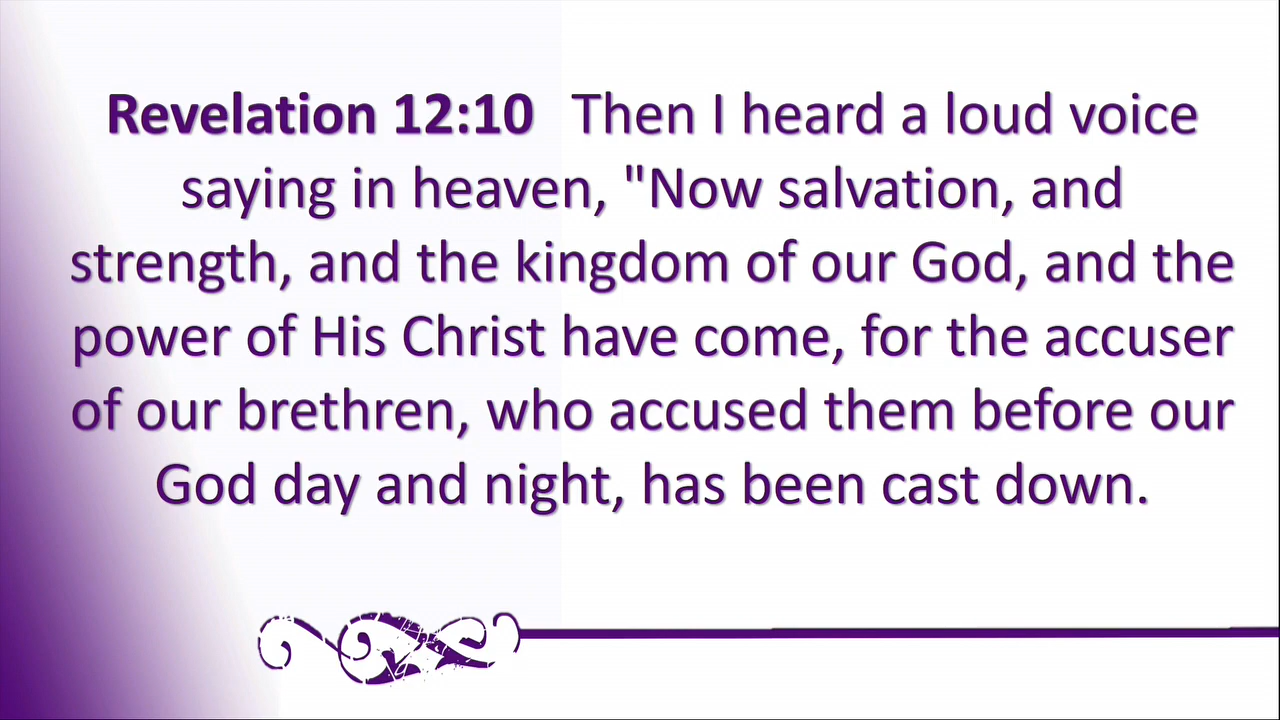 Revelation 12:10 Then I heard a loud voice
saying in heaven, "Now salvation, and
strength, and the kingdom of our God, and the
power of His Christ have come, for the accuser
of our brethren, who accused them before our
God day and night, has been cast down.